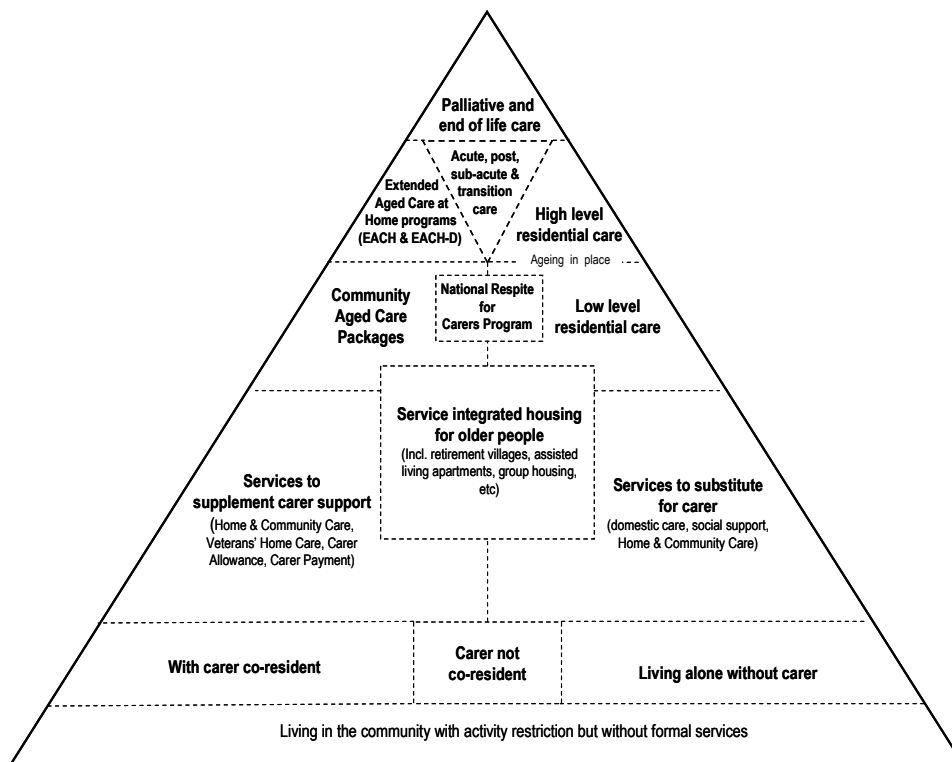 Palliative and
end of life care
Acute, post,
sub-acute &
transition
care
Extended
Aged Care at
Home programs
(EACH & EACH-D)
High level
residential care
Ageing in place
Community
Aged Care
Packages
National Respite
for
Carers Program
Low level
residential care
Service integrated housing
for older people
(Incl. retirement villages, assisted
living apartments, group housing,
etc)
Services to
supplement carer support
(Home & Community Care,
Veterans' Home Care, Carer
Allowance, Carer Payment)
Services to substitute
for carer
(domestic care, social support,
Home & Community Care)
With carer co-resident
Carer not
co-resident
Living alone without carer
Living in the community with activity restriction but without formal services